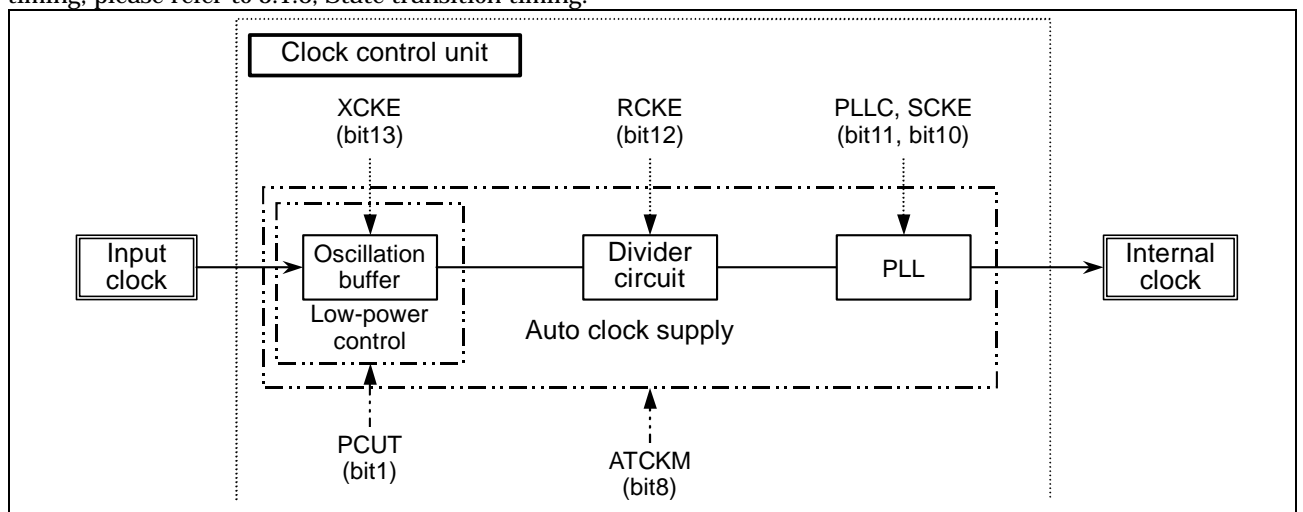 timing, please refer to 3.1.6, State transition timing.
Clock control unit
XCKE
(bit13)
RCKE
(bit12)
PLLC, SCKE
(bit11, bit10)
Input
clock
Oscillation
buffer
Low-power
control
Divider
circuit
PLL
Internal
clock
Auto clock supply
PCUT
(bit1)
ATCKM
(bit8)